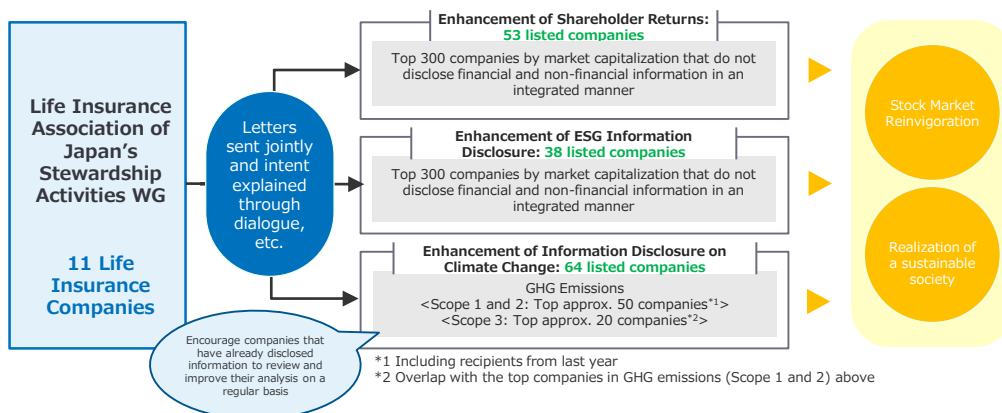 Life Insurance
Association of
Japan's
Stewardship
Activities WG
11 Life
Insurance
Companies
Letters
sent jointly
and intent
explained
through
dialogue,
etc.
Enhancement of Shareholder Returns:
53 listed companies
Top 300 companies by market capitalization that do not
disclose financial and non-financial information in an
integrated manner
Enhancement of ESG Information
Disclosure: 38 listed companies
Top 300 companies by market capitalization that do not
disclose financial and non-financial information in an
integrated manner
Enhancement of Information Disclosure on
Climate Change: 64 listed companies
GHG Emissions
<Scope 1 and 2: Top approx. 50 companies*1>
<Scope 3: Top approx. 20 companies*2>
Encourage companies that
have already disclosed
information to review and
improve their analysis on a
regular basis
*1 Including recipients from last year
*2 Overlap with the top companies in GHG emissions (Scope 1 and 2) above
Stock Market
Reinvigoration
Realization of
a sustainable
society